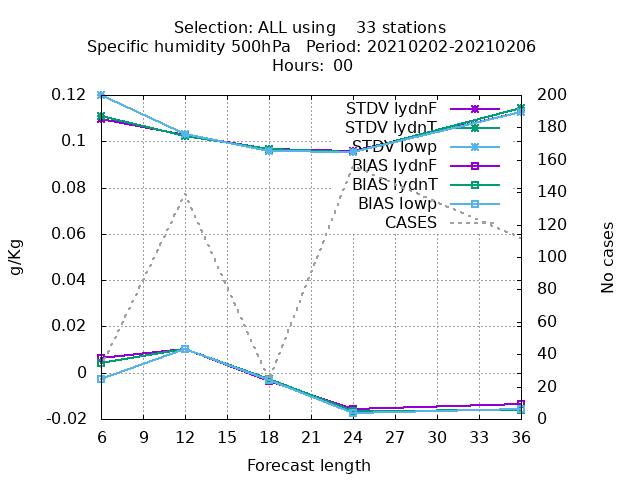 Selection: ALL using    33 stations
Specific humidity 500hPa   Period: 20210202-20210206
Hours:  00
0.12
0.1
0.08
0.06
0.04
0.02
0
-0.02
g/Kg
STDV lydnF
STDV lydnT
STDV lowp
BIAS lydnF
BIAS lydnT
BIAS lowp
CASES
200
180
160
140
120
100
80
60
40
20
0
No cases
6 9 12 15 18 21 24 27 30 33 36
Forecast length